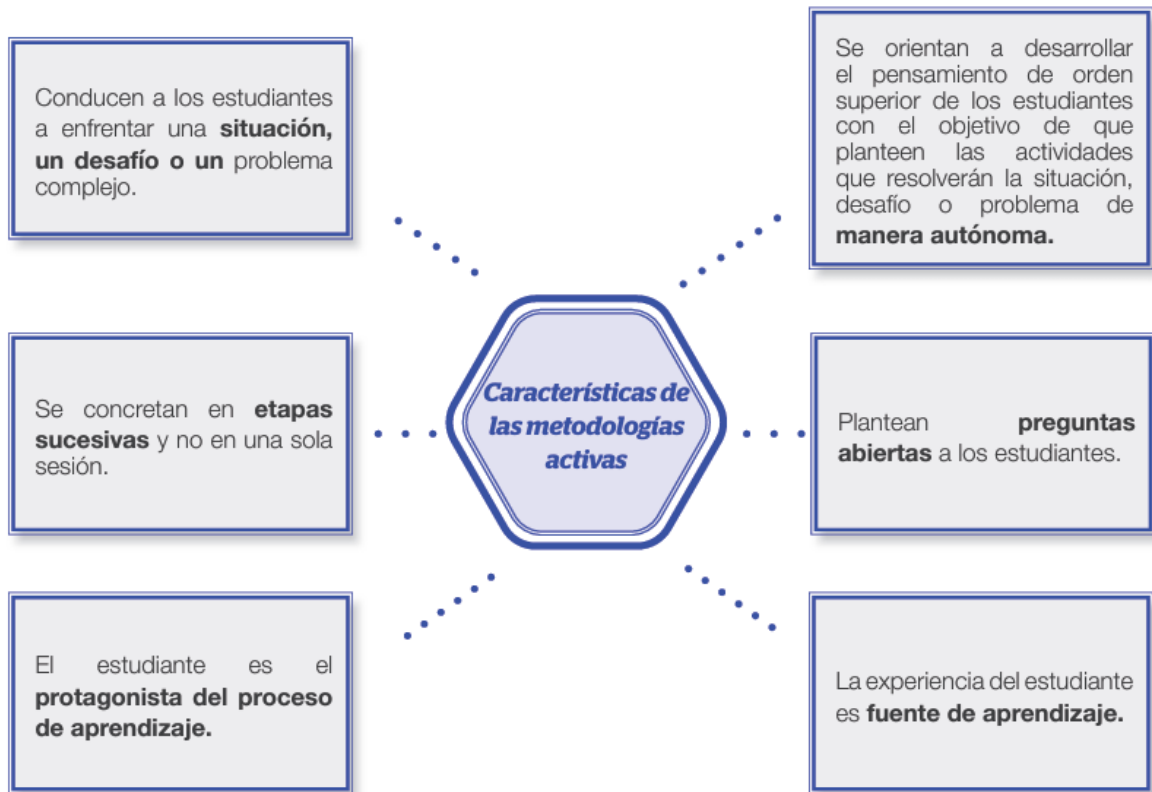 Conducen a los estudiantes
a enfrentar una situación,
un desafío o un problema
complejo.
Se orientan a desarrollar
el pensamiento de orden
superior de los estudiantes
con el objetivo de que
planteen las actividades
que resolverán la situación,
desafío o problema de
manera autónoma.
Características de
las metodologías
activas
Se concretan en etapas
sucesivas y no en una sola
sesión.
Plantean preguntas
abiertas a los estudiantes.
El estudiante es el
protagonista del proceso
de aprendizaje.
La experiencia del estudiante
es fuente de aprendizaje.